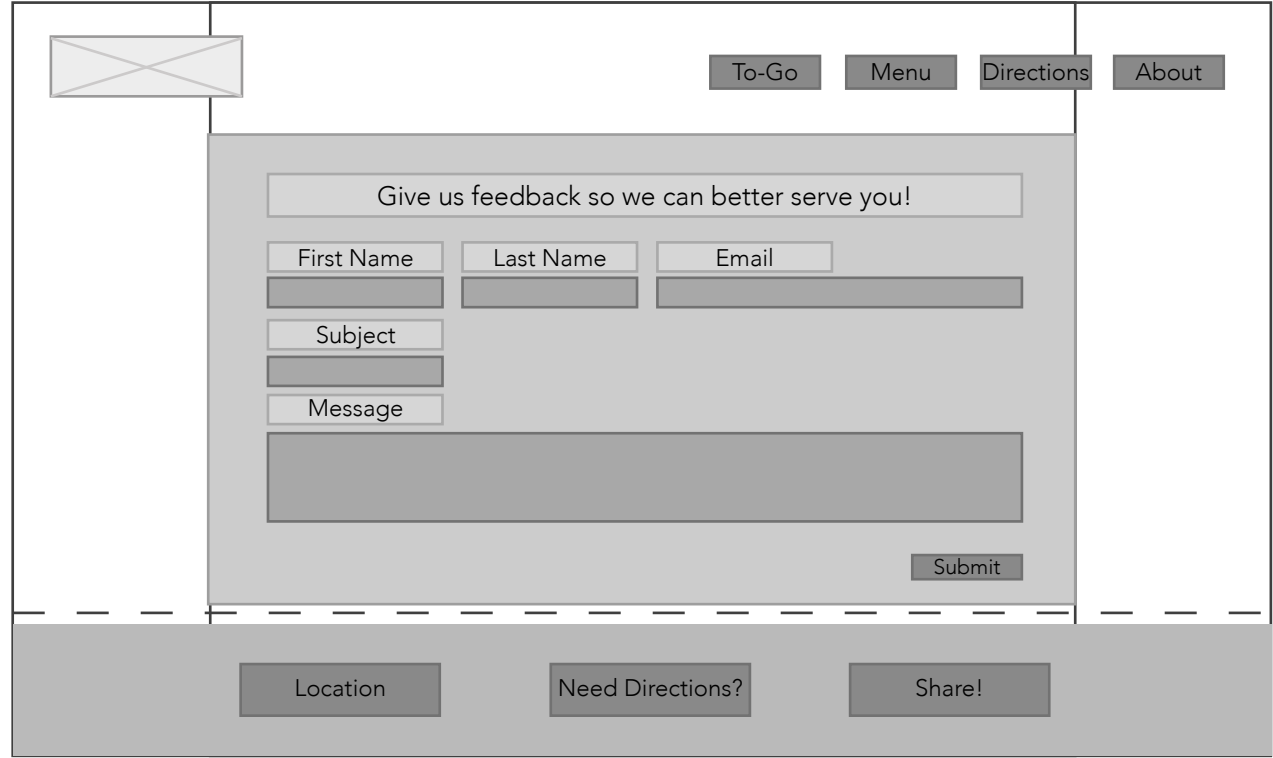 To-Go
Menu
Directions
About
Give us feedback so we can better serve you!
First Name
Last Name
Email
Subject
Message
Submit
Location
Need Directions?
Share!